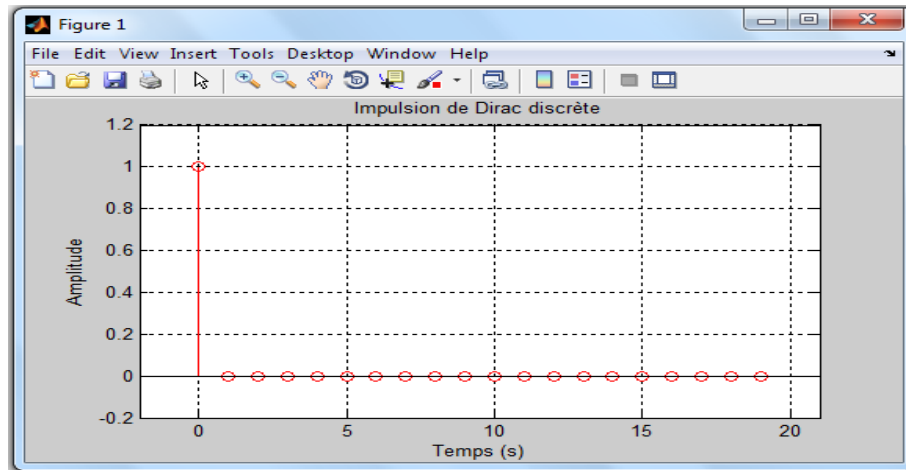 Figure 1
File Edit View Insert Tools Desktop Window Help
Impulsion de Dirac discrète
1.2
1
0.8
0.6
0.4
0.2
0
-0.2
Amplitude
0 5 10 15 20
Temps (s)